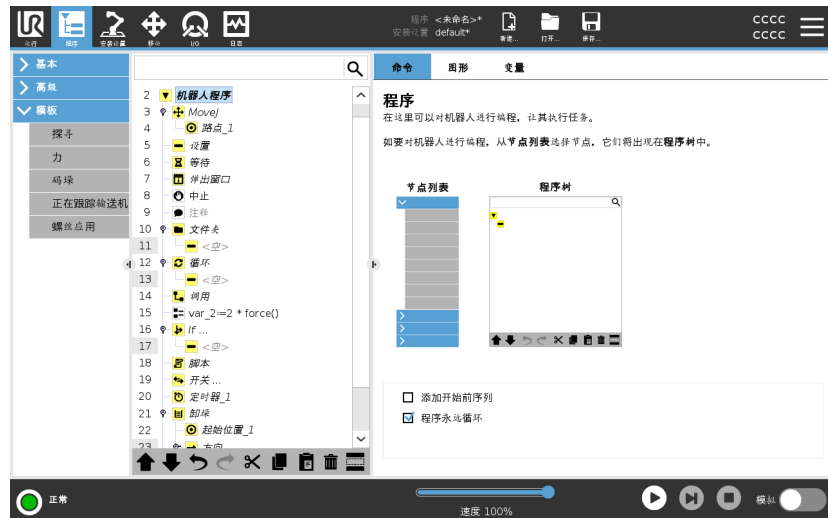 UR
运行
程序
安装设置
移动
I/O
日志
程序 <未命名>*
安装设置 default*
新建...
打开...
保存...
CCCC
CCCC
基本
高级
模板
探斗
力
码垛
正在跟踪输送机
螺丝应用
2 机器人程序
3 MoveJ
4 路点_1
5 设置
6 等待
7 弹出窗口
8 中止
9 注释
10 文件夹
11 <空>
12 循环
13 <空>
14 调用
15 var_2≔2 * force()
16 If ...
17 <空>
18 脚本
19 开关 ...
20 定时器_1
21 卸垛
22 起始位置_1
23 方向
命令 图形 变量
程序
在这里可以对机器人进行编程，让其执行任务。
如要对机器人进行编程，从节点列表选择节点，它们将出现在程序树中。
节点列表 程序树
添加开始前序列
程序永远循环
正常
速度 100%
模拟